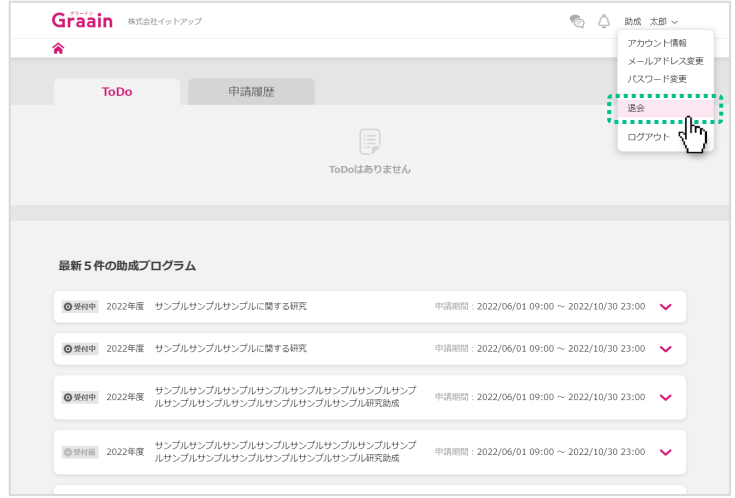 グラーイン
Graain 株式会社イットアップ 助成 太郎
アカウント情報
メールアドレス変更
パスワード変更
退会
ログアウト
ToDo 申請履歴
ToDoはありません
最新５件の助成プログラム
受付中 2022年度 サンプルサンプルサンプルに関する研究 申請期間：2022/06/01 09:00 ～ 2022/10/30 23:00
受付中 2022年度 サンプルサンプルサンプルに関する研究 申請期間：2022/06/01 09:00 ～ 2022/10/30 23:00
受付中 2022年度 サンプルサンプルサンプルサンプルサンプルサンプルサンプルサンプ
ルサンプルサンプルサンプルサンプルサンプルサンプル研究助成 申請期間：2022/06/01 09:00 ～ 2022/10/30 23:00
受付前 2022年度 サンプルサンプルサンプルサンプルサンプルサンプルサンプルサンプ
ルサンプルサンプルサンプルサンプルサンプルサンプル研究助成 申請期間：2022/06/01 09:00 ～ 2022/10/30 23:00